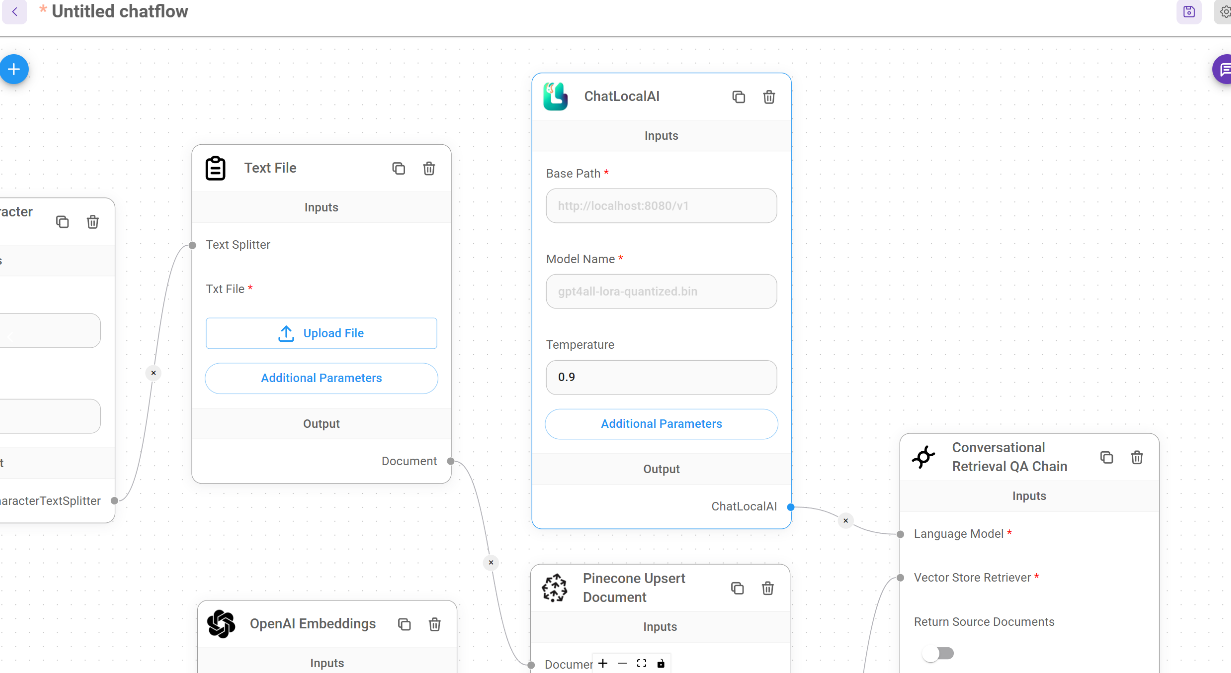 * Untitled chatflow
racter
s
t
aracterTextSplitter
Text File
Inputs
Text Splitter
Txt File *
Upload File
Additional Parameters
Output
Document
OpenAI Embeddings
Inputs
ChatLocalAI
Inputs
Base Path *
http://localhost:8080/v1
Model Name *
gpt4all-lora-quantized.bin
Temperature
0.9
Additional Parameters
Output
ChatLocalAI
Pinecone Upsert
Document
Inputs
Documen
Conversational
Retrieval QA Chain
Inputs
Language Model *
Vector Store Retriever *
Return Source Documents